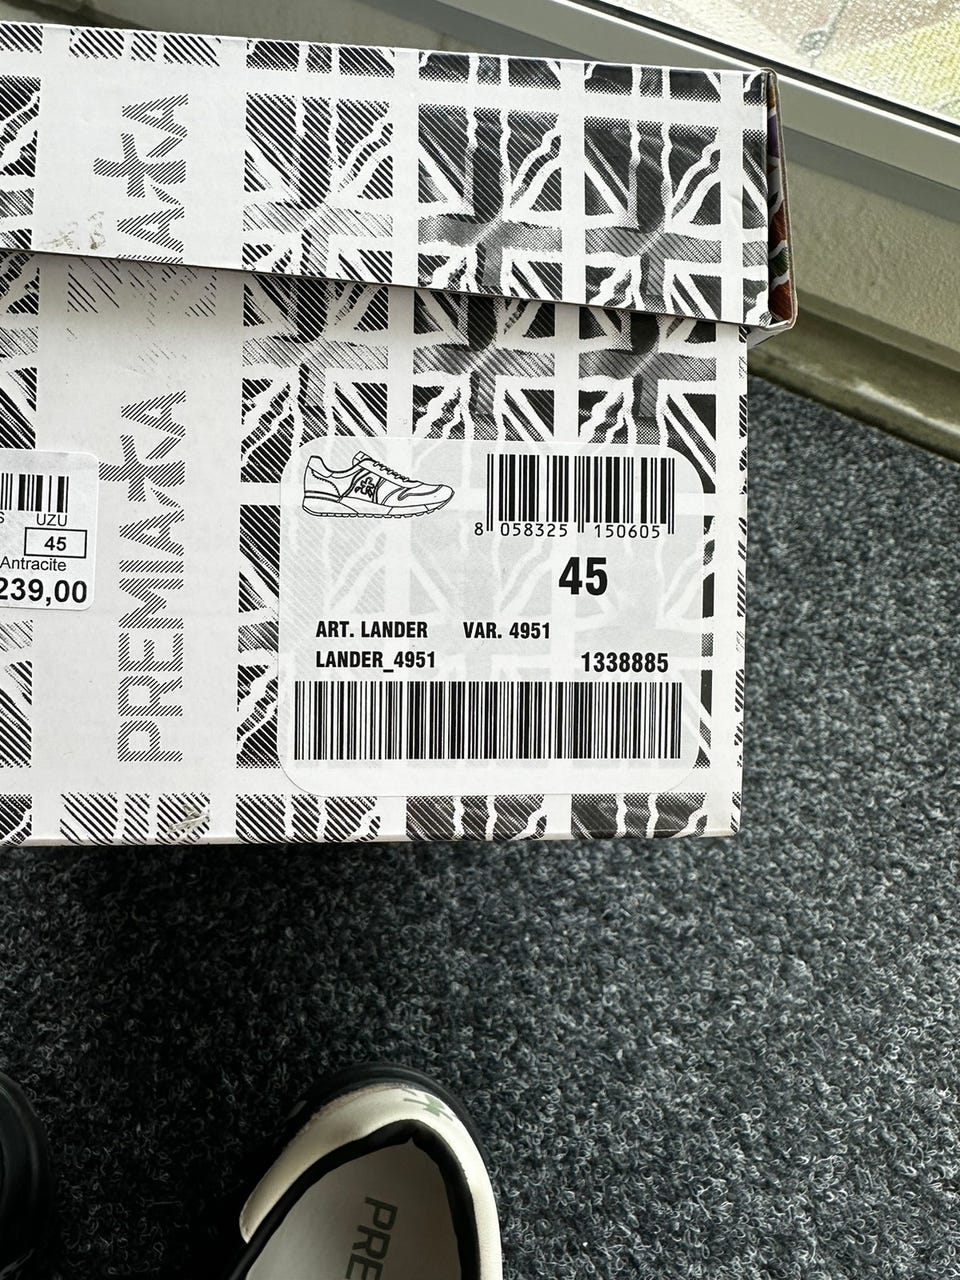 PREMIATA
PREMIATA
S UZU
45
Antracite
239,00
8 058325 150605
45
ART. LANDER VAR. 4951
LANDER_4951 1338885
PRE